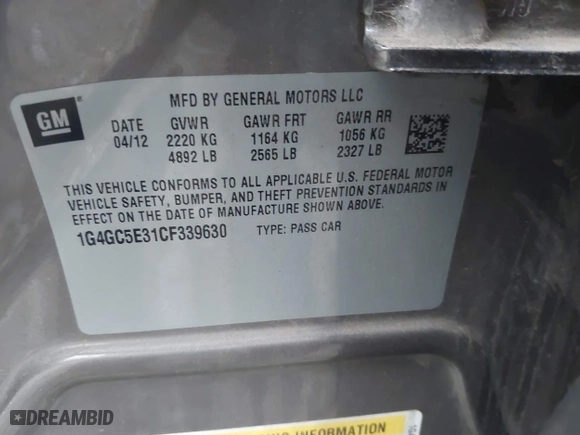 GM
MFD BY GENERAL MOTORS LLC
DATE GVWR GAWR FRT GAWR RR
04/12 2220 KG 1164 KG 1056 KG
4892 LB 2565 LB 2327 LB
THIS VEHICLE CONFORMS TO ALL APPLICABLE U.S. FEDERAL MOTOR
VEHICLE SAFETY, BUMPER, AND THEFT PREVENTION STANDARDS IN
EFFECT ON THE DATE OF MANUFACTURE SHOWN ABOVE.
1G4GC5E31CF339630 TYPE: PASS CAR
INFORMATION
DREAMBID